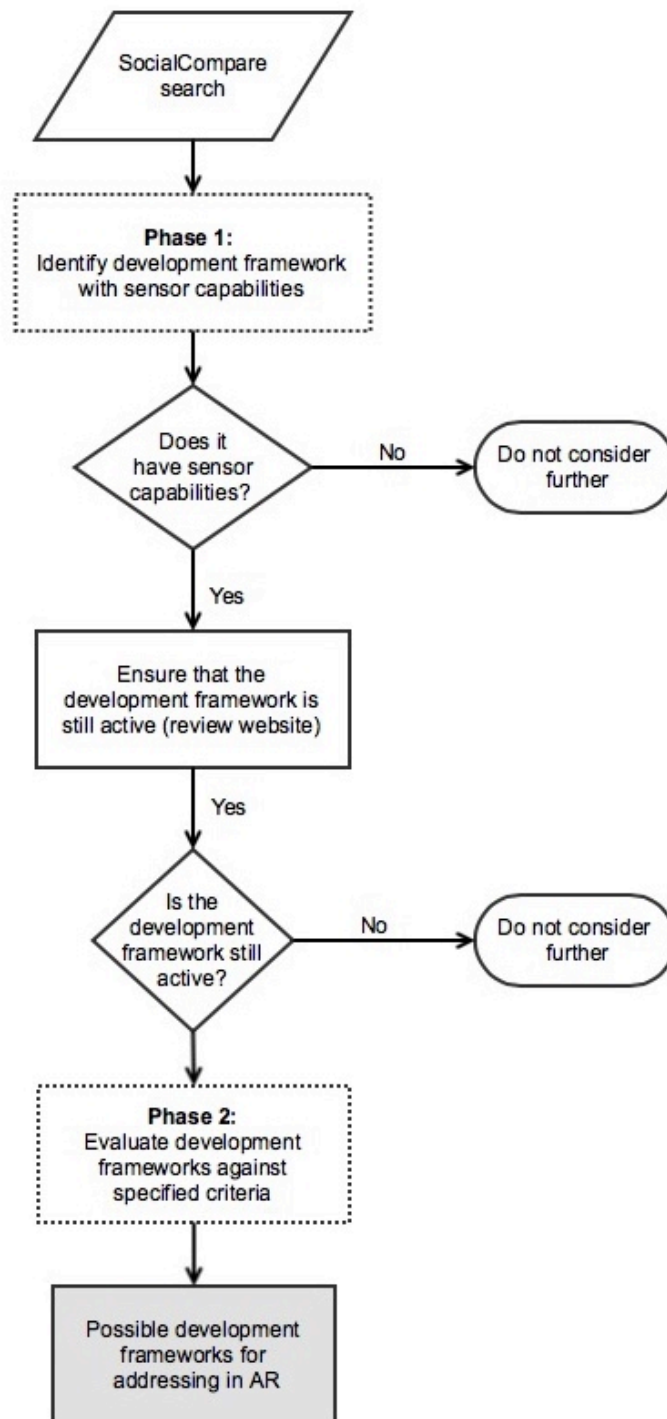 SocialCompare
search
Phase 1:
Identify development framework
with sensor capabilities
Does it
have sensor
capabilities?
No
Do not consider
further
Yes
Ensure that the
development framework is
still active (review website)
Yes
Is the
development
framework still
active?
No
Do not consider
further
Phase 2:
Evaluate development
frameworks against
specified criteria
Possible development
frameworks for
addressing in AR